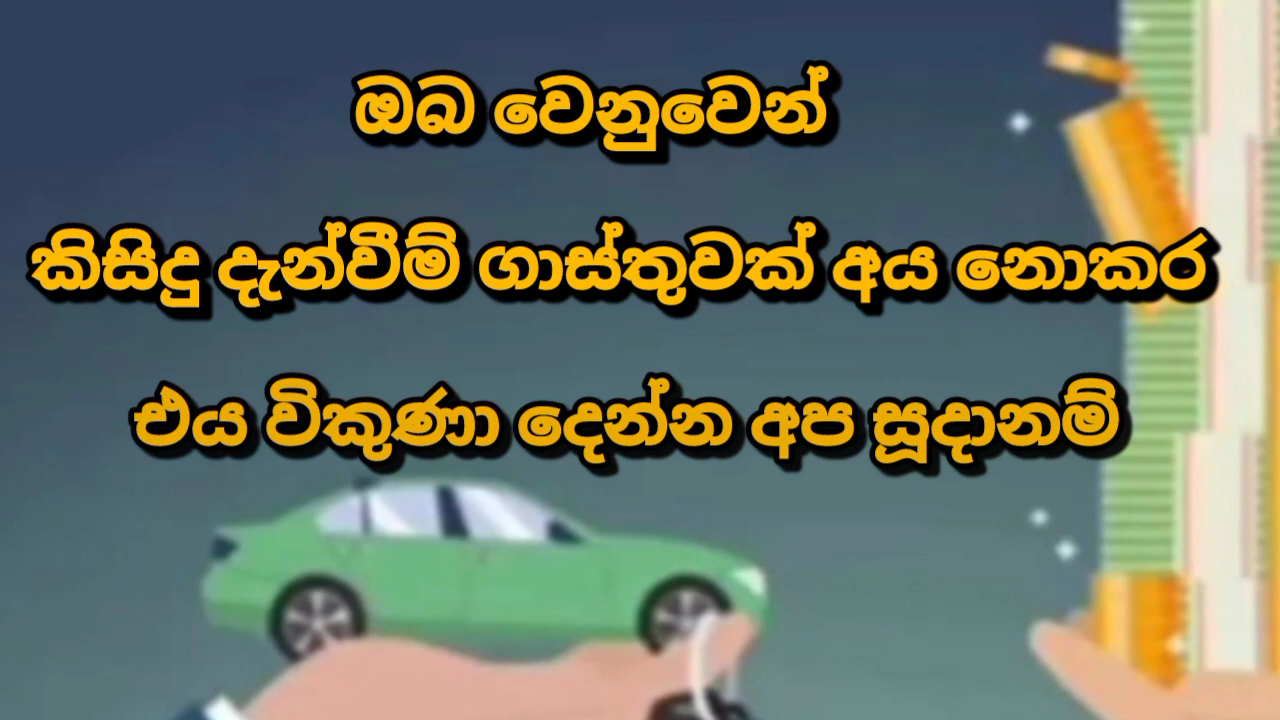 ඔබ වෙනුවෙන්
කිසිදු දැන්වීම් ගාස්තුවක් අය නොකර
එය විකුණා දෙන්න අප සූදානම්